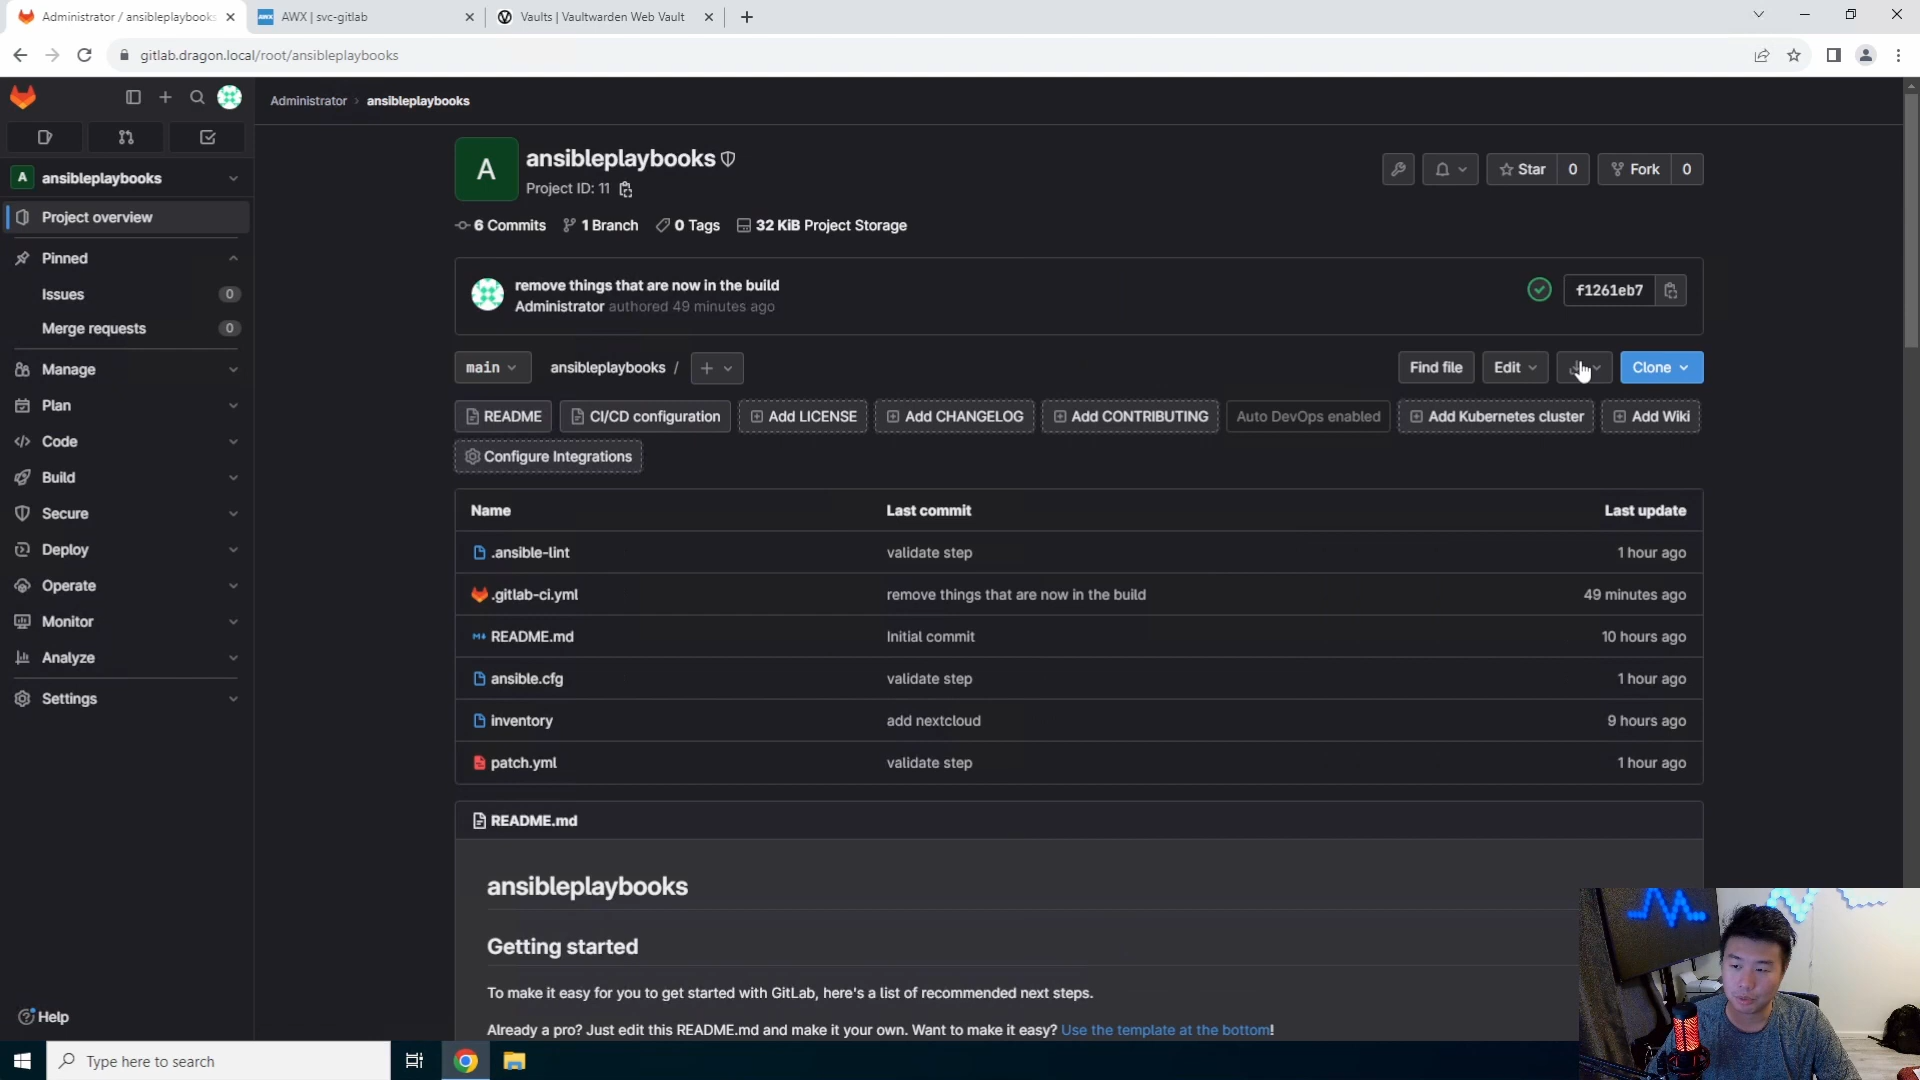 Administrator / ansibleplaybooks
AWX | svc-gitlab
Vaults | Vaultwarden Web Vault
gitlab.dragon.local/root/ansibleplaybooks
Administrator › ansibleplaybooks
A ansibleplaybooks
Project overview
Pinned
Issues 0
Merge requests 0
Manage
Plan
Code
Build
Secure
Deploy
Operate
Monitor
Analyze
Settings
Help
A
ansibleplaybooks
Project ID: 11
Star 0
Fork 0
6 Commits 1 Branch 0 Tags 32 KiB Project Storage
remove things that are now in the build
Administrator authored 49 minutes ago
f1261eb7
main
ansibleplaybooks /
Find file
Edit
Clone
README
CI/CD configuration
Add LICENSE
Add CHANGELOG
Add CONTRIBUTING
Auto DevOps enabled
Add Kubernetes cluster
Add Wiki
Configure Integrations
Name Last commit Last update
.ansible-lint validate step 1 hour ago
.gitlab-ci.yml remove things that are now in the build 49 minutes ago
README.md Initial commit 10 hours ago
ansible.cfg validate step 1 hour ago
inventory add nextcloud 9 hours ago
patch.yml validate step 1 hour ago
README.md
ansibleplaybooks
Getting started
To make it easy for you to get started with GitLab, here's a list of recommended next steps.
Already a pro? Just edit this README.md and make it your own. Want to make it easy? Use the template at the bottom!
Type here to search